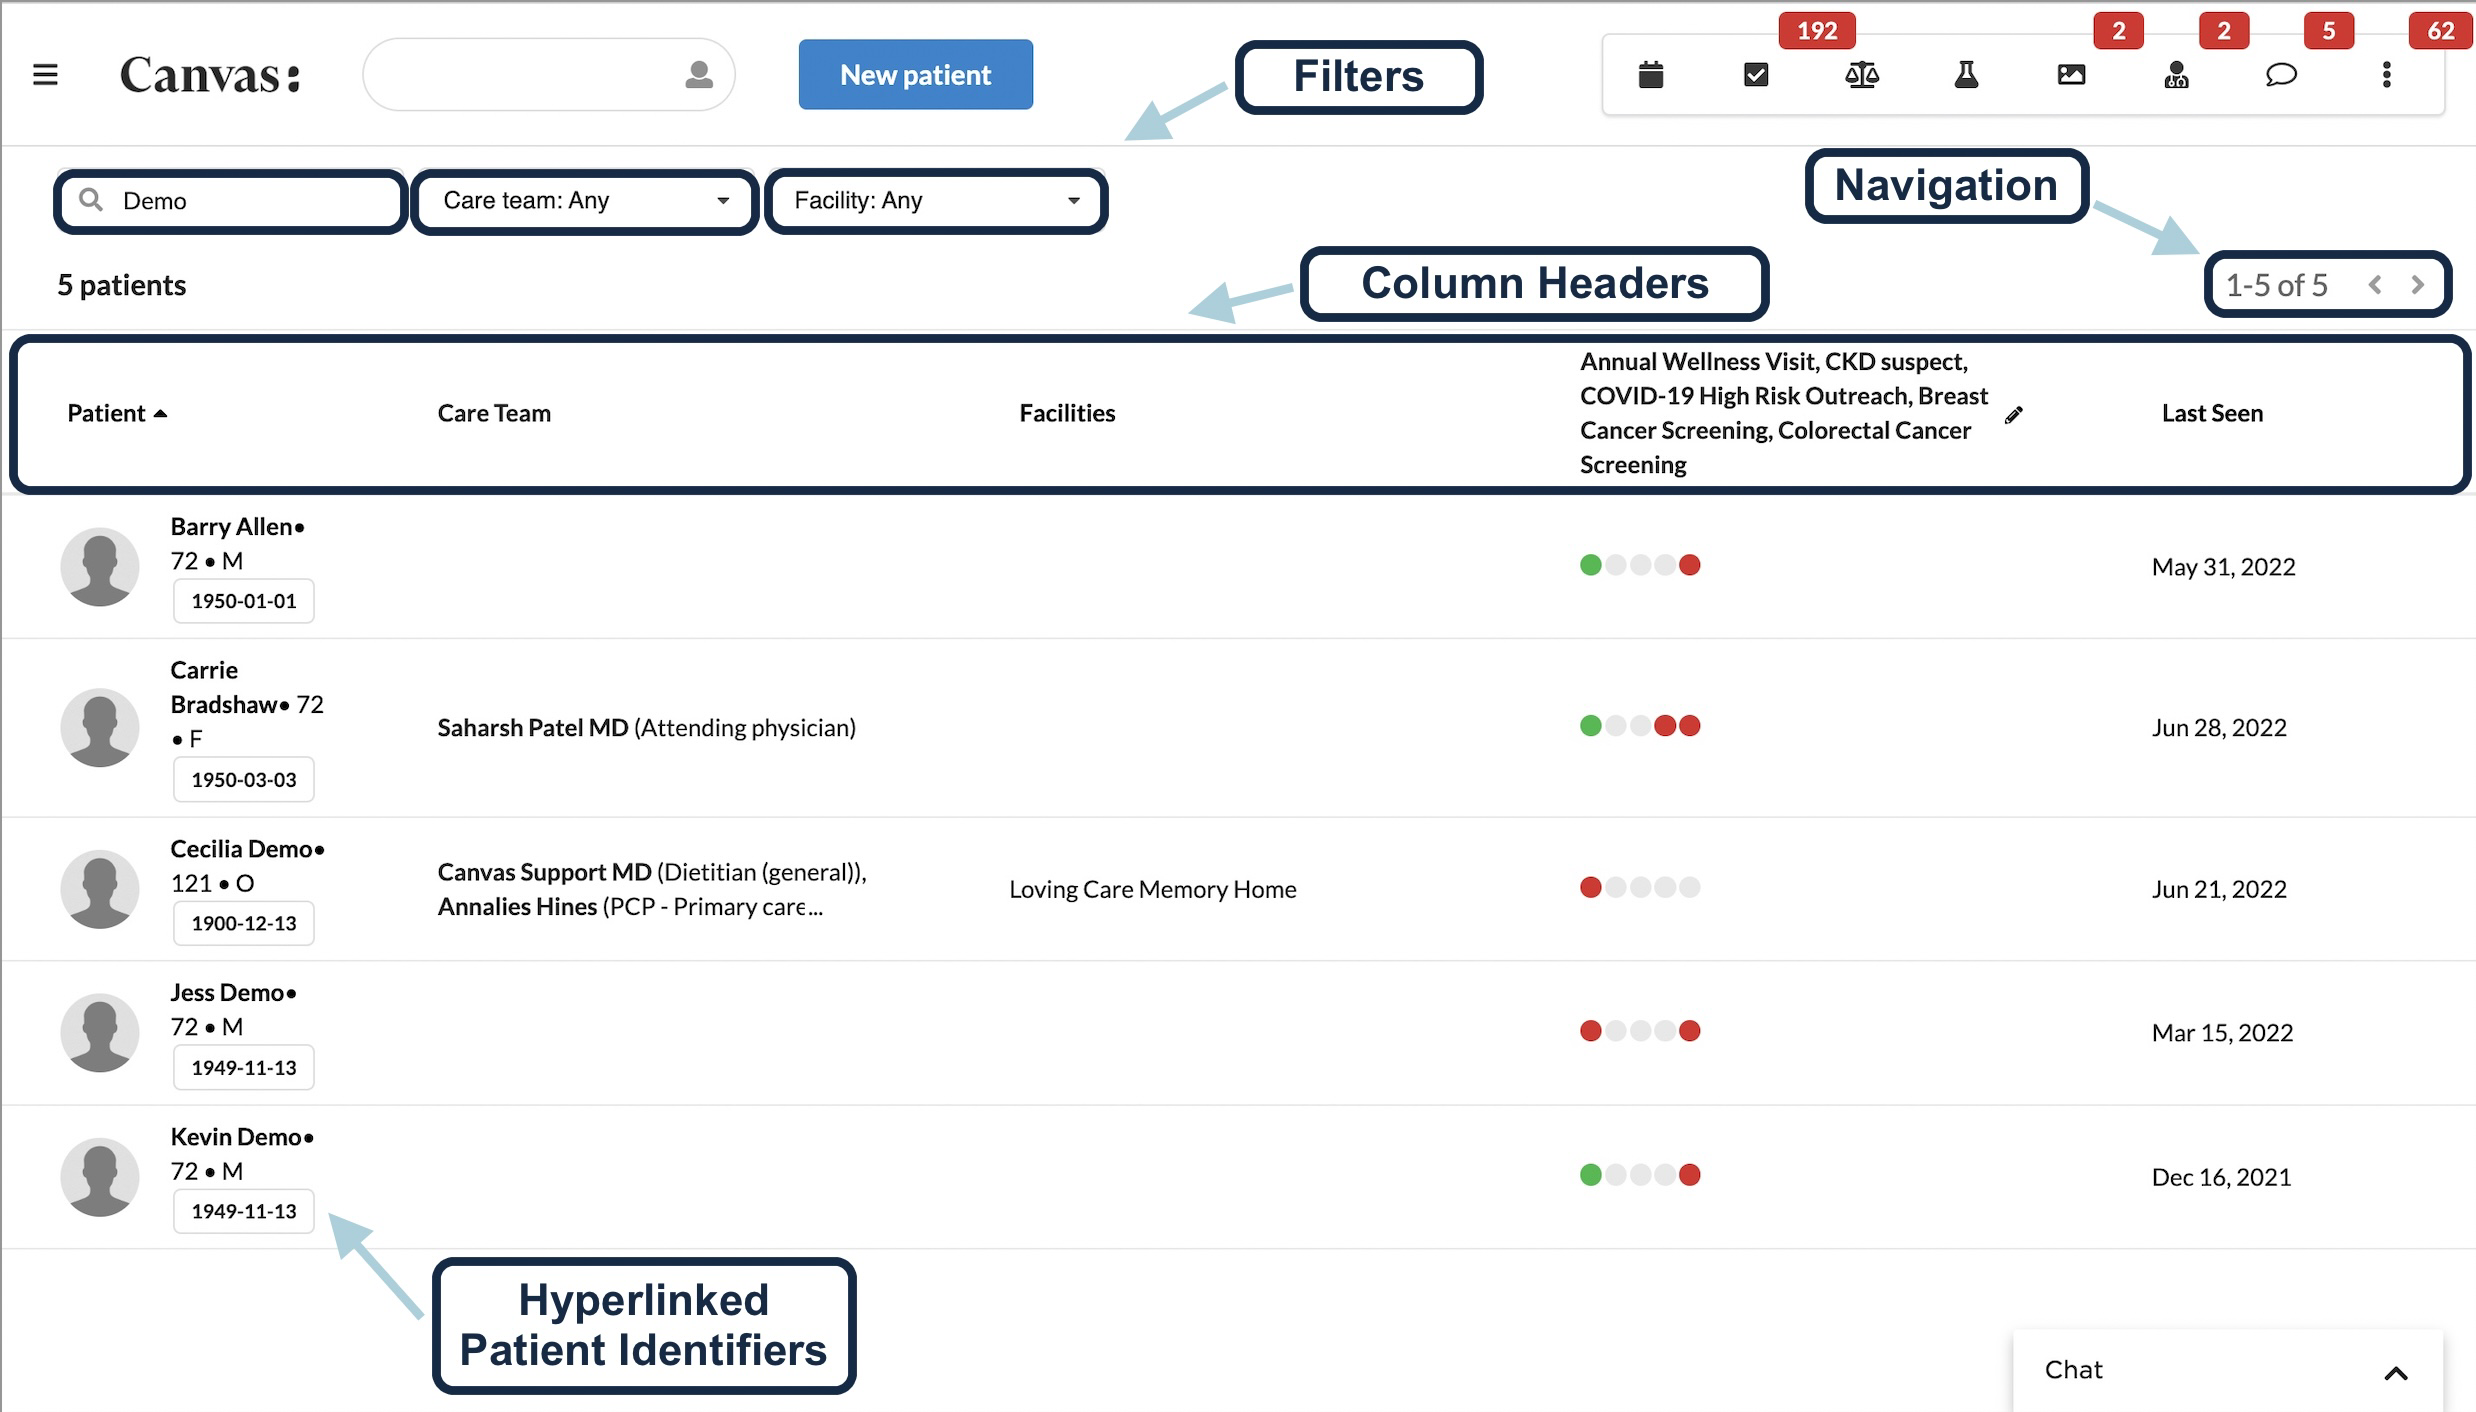 192
2
2
5
62
Canvas:
New patient
Filters
Demo
Care team: Any
Facility: Any
Navigation
5 patients
Column Headers
1-5 of 5
Patient
Care Team
Facilities
Annual Wellness Visit, CKD suspect,
COVID-19 High Risk Outreach, Breast
Cancer Screening, Colorectal Cancer
Screening
Last Seen
Barry Allen•
72 • M
1950-01-01
May 31, 2022
Carrie
Bradshaw• 72
• F
1950-03-03
Saharsh Patel MD (Attending physician)
Jun 28, 2022
Cecilia Demo•
121 • O
1900-12-13
Canvas Support MD (Dietitian (general)),
Annalies Hines (PCP - Primary care...
Loving Care Memory Home
Jun 21, 2022
Jess Demo•
72 • M
1949-11-13
Mar 15, 2022
Kevin Demo•
72 • M
1949-11-13
Dec 16, 2021
Hyperlinked
Patient Identifiers
Chat